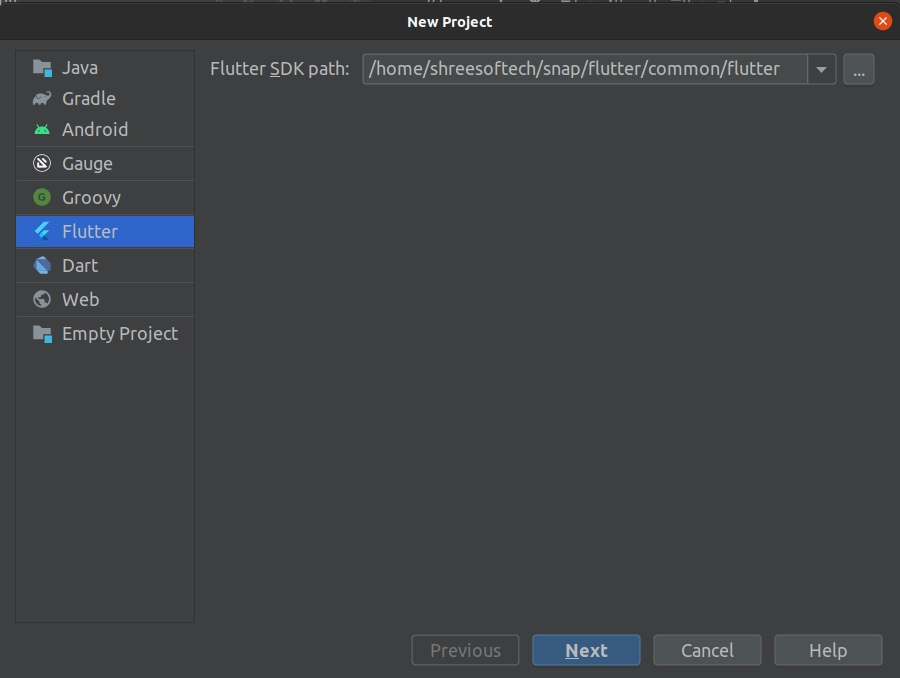 New Project
Java
Gradle
Android
Gauge
Groovy
Flutter
Dart
Web
Empty Project
Flutter SDK path: /home/shreesoftech/snap/flutter/common/flutter ...
Previous Next Cancel Help